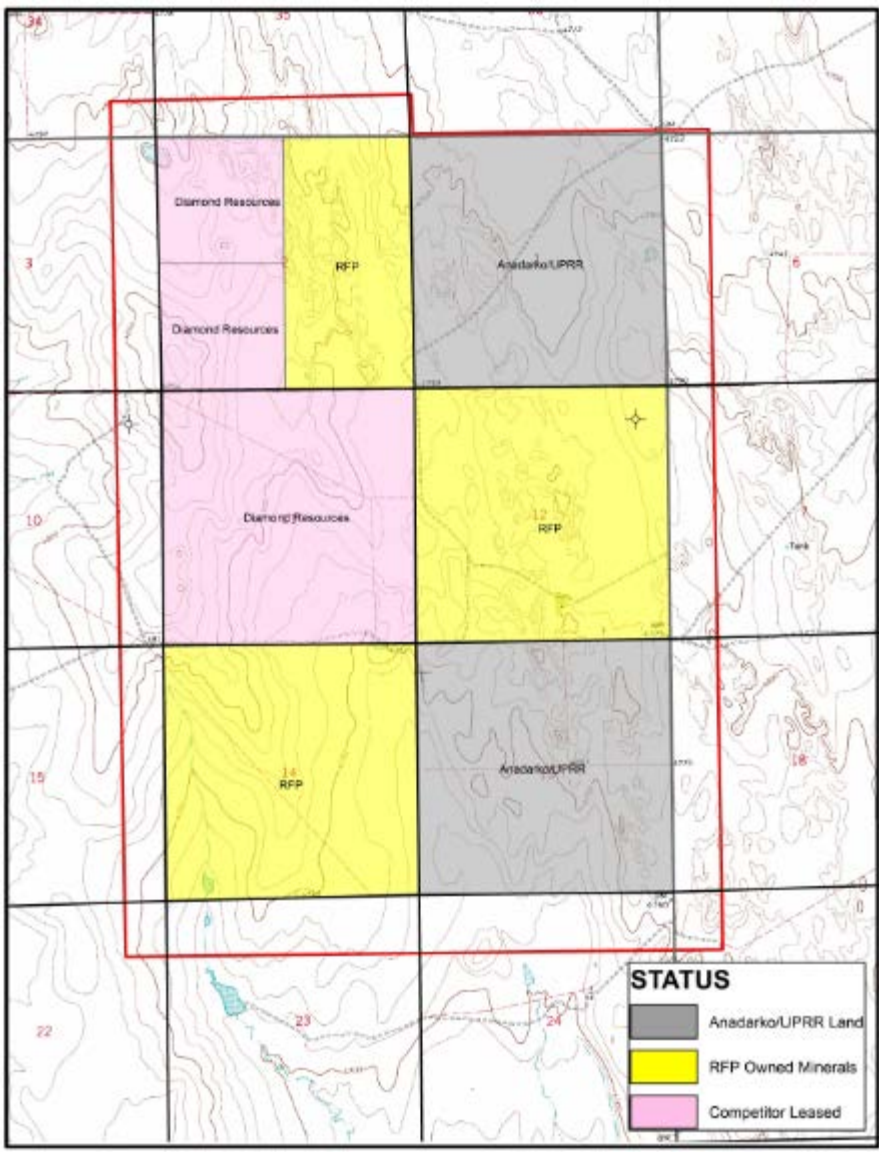 34
35
Diamond Resources
RFP
Anadarko/UPRR
3
6
Diamond Resources
10
Diamond Resources
12
RFP
Tank
15
14
RFP
Anadarko/UPRR
18
22
23
24
STATUS
Anadarko/UPRR Land
RFP Owned Minerals
Competitor Leased